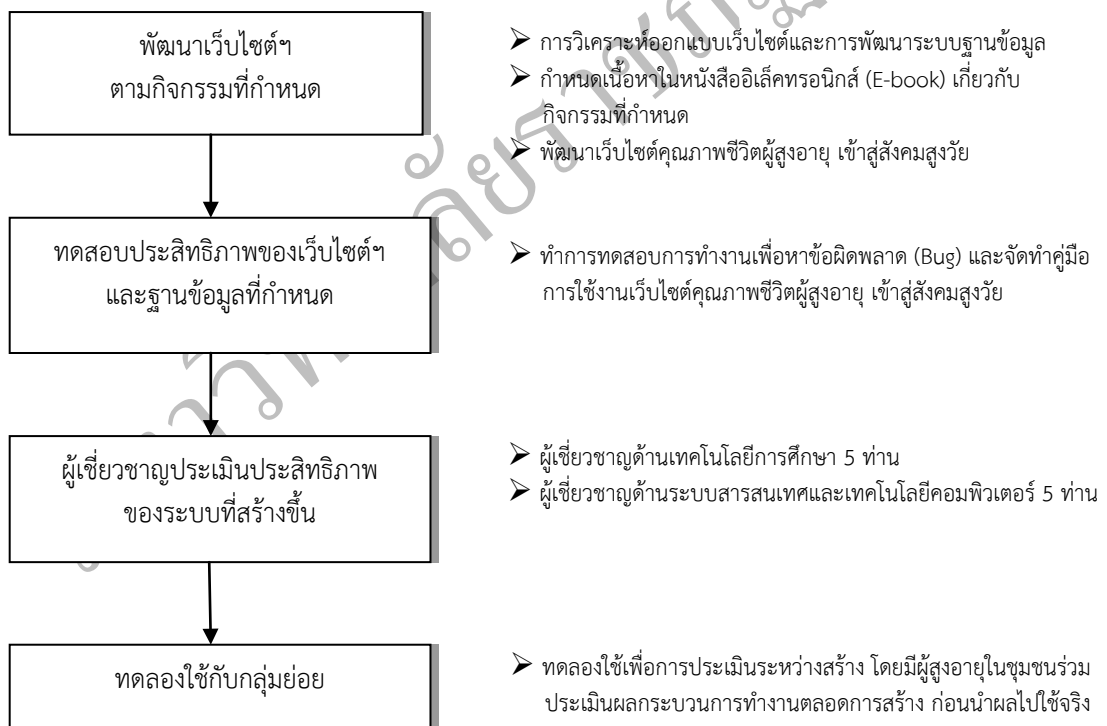 พัฒนาเว็บไซต์ฯ
ตามกิจกรรมที่กำหนด
➢ การวิเคราะห์ออกแบบเว็บไซต์และการพัฒนาระบบฐานข้อมูล
➢ กำหนดเนื้อหาในหนังสืออิเล็คทรอนิกส์ (E-book) เกี่ยวกับ
กิจกรรมที่กำหนด
➢ พัฒนาเว็บไซต์คุณภาพชีวิตผู้สูงอายุ เข้าสู่สังคมสูงวัย
ทดสอบประสิทธิภาพของเว็บไซต์ฯ
และฐานข้อมูลที่กำหนด
➢ ทำการทดสอบการทำงานเพื่อหาข้อผิดพลาด (Bug) และจัดทำคู่มือ
การใช้งานเว็บไซต์คุณภาพชีวิตผู้สูงอายุ เข้าสู่สังคมสูงวัย
ผู้เชี่ยวชาญประเมินประสิทธิภาพ
ของระบบที่สร้างขึ้น
➢ ผู้เชี่ยวชาญด้านเทคโนโลยีการศึกษา 5 ท่าน
➢ ผู้เชี่ยวชาญด้านระบบสารสนเทศและเทคโนโลยีคอมพิวเตอร์ 5 ท่าน
ทดลองใช้กับกลุ่มย่อย
➢ ทดลองใช้เพื่อการประเมินระหว่างสร้าง โดยมีผู้สูงอายุในชุมชนร่วม
ประเมินผลกระบวนการทำงานตลอดการสร้าง ก่อนนำผลไปใช้จริง